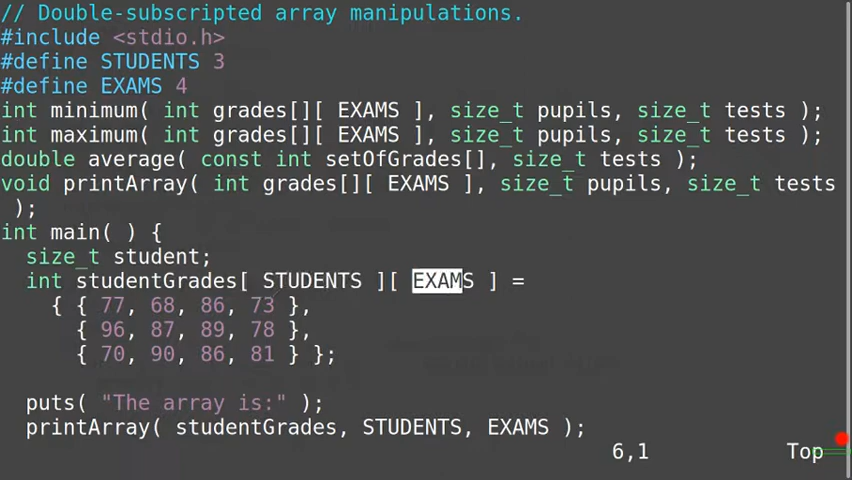 // Double-subscripted array manipulations.
#include <stdio.h>
#define STUDENTS 3
#define EXAMS 4
int minimum( int grades[][ EXAMS ], size_t pupils, size_t tests );
int maximum( int grades[][ EXAMS ], size_t pupils, size_t tests );
double average( const int setOfGrades[], size_t tests );
void printArray( int grades[][ EXAMS ], size_t pupils, size_t tests
 );
int main( ) {
  size_t student;
  int studentGrades[ STUDENTS ][ EXAMS ] =
    { { 77, 68, 86, 73 },
      { 96, 87, 89, 78 },
      { 70, 90, 86, 81 } };
  puts( "The array is:" );
  printArray( studentGrades, STUDENTS, EXAMS );
6,1 Top